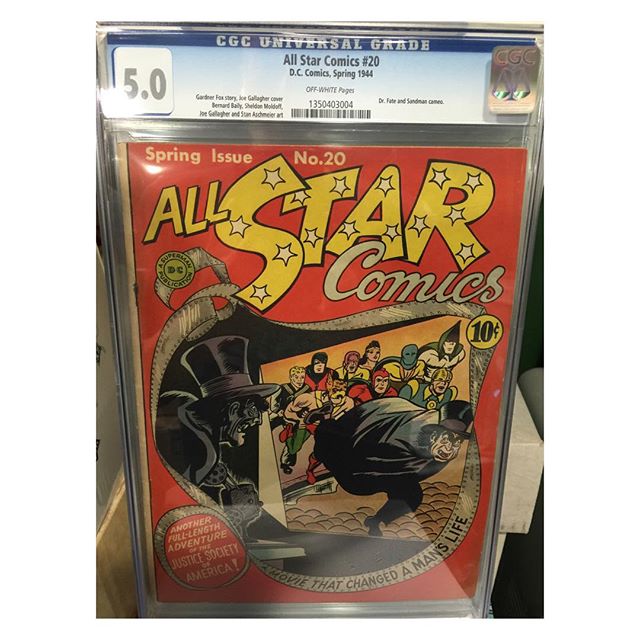 CGC UNIVERSAL GRADE
5.0
All Star Comics #20
D.C. Comics, Spring 1944
OFF-WHITE Pages
CGC
Gardner Fox story, Joe Gallagher cover
Bernard Baily, Sheldon Moldoff,
Joe Gallagher and Stan Aschmeier art
1350403004
Dr. Fate and Sandman cameo.
Spring Issue No.20
ALL STAR
Comics
A SUPERMAN
DC
PUBLICATION
10¢
ANOTHER
FULL-LENGTH
ADVENTURE
OF THE
JUSTICE SOCIETY
OF
AMERICA!
A MOVIE THAT CHANGED A MAN'S LIFE